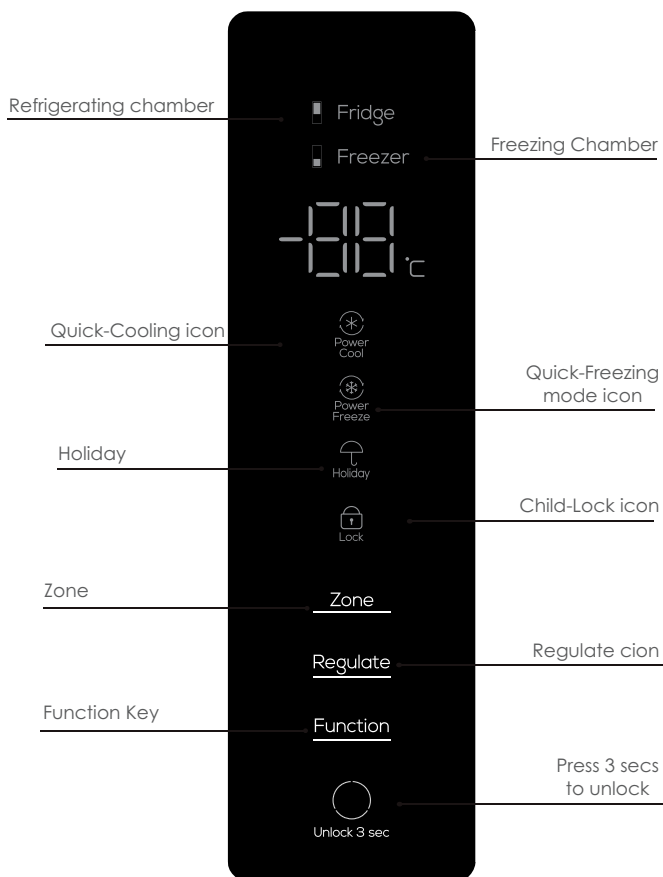 Refrigerating chamber
Fridge
Freezer
Freezing Chamber
-88
°C
Quick-Cooling icon
Power
Cool
Quick-Freezing
mode icon
Power
Freeze
Holiday
Holiday
Child-Lock icon
Lock
Zone
Zone
Regulate cion
Regulate
Function Key
Function
Press 3 secs
to unlock
Unlock 3 sec